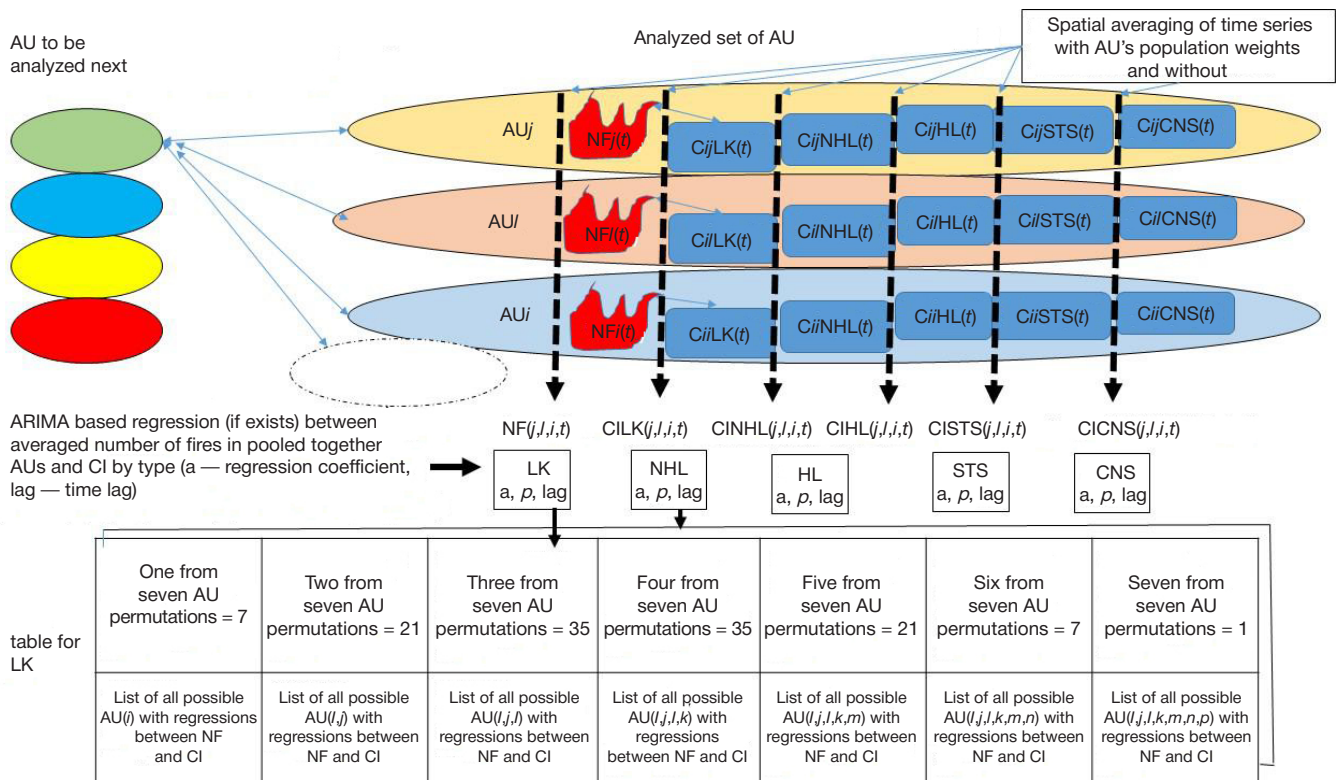 AU to be
analyzed next
Analyzed set of AU
Spatial averaging of time series
with AU's population weights
and without
AUj
NFj(t)
CijLK(t)
CijNHL(t)
CijHL(t)
CijSTS(t)
CijCNS(t)
AUl
NFl(t)
CilLK(t)
CilNHL(t)
CilHL(t)
CilSTS(t)
CilCNS(t)
AUi
NFi(t)
CiiLK(t)
CiiNHL(t)
CiiHL(t)
CiiSTS(t)
CiiCNS(t)
ARIMA based regression (if exists) between
averaged number of fires in pooled together
AUs and CI by type (a — regression coefficient,
lag — time lag)
NF(j,l,i,t)
CILK(j,l,i,t)
CINHL(j,l,i,t)
CIHL(j,l,i,t)
CISTS(j,l,i,t)
CICNS(j,l,i,t)
LK
a, p, lag
NHL
a, p, lag
HL
a, p, lag
STS
a, p, lag
CNS
a, p, lag
table for
LK
One from
seven AU
permutations = 7
Two from
seven AU
permutations = 21
Three from
seven AU
permutations = 35
Four from
seven AU
permutations = 35
Five from
seven AU
permutations = 21
Six from
seven AU
permutations = 7
Seven from
seven AU
permutations = 1
List of all possible
AU(i) with regressions
between NF
and CI
List of all possible
AU(l,j) with
regressions between
NF and CI
List of all possible
AU(l,j,l) with
regressions between
NF and CI
List of all possible
AU(l,j,l,k) with
regressions
between NF and CI
List of all possible
AU(l,j,l,k,m) with
regressions between
NF and CI
List of all possible
AU(l,j,l,k,m,n) with
regressions between
NF and CI
List of all possible
AU(l,j,l,k,m,n,p) with
regressions between
NF and CI